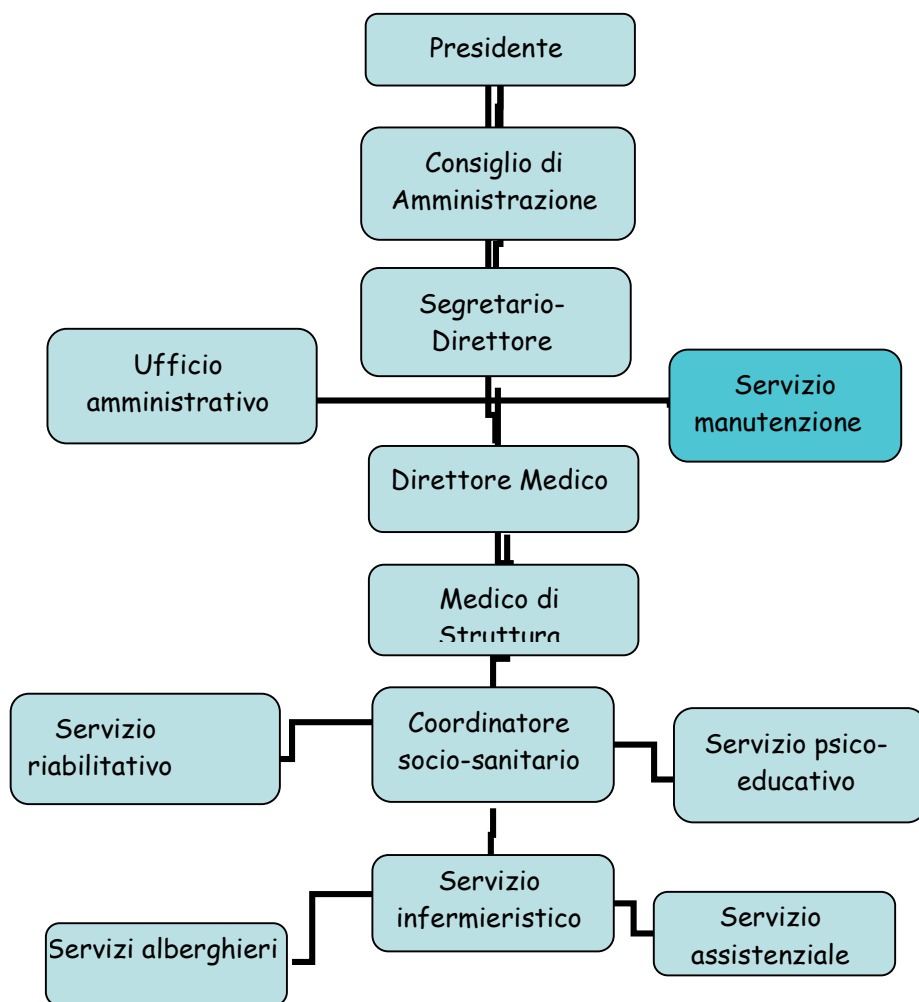 Presidente
Consiglio di
Amministrazione
Segretario-
Direttore
Ufficio
amministrativo
Servizio
manutenzione
Direttore Medico
Medico di
Struttura
Servizio
riabilitativo
Coordinatore
socio-sanitario
Servizio psico-
educativo
Servizio
infermieristico
Servizi alberghieri
Servizio
assistenziale